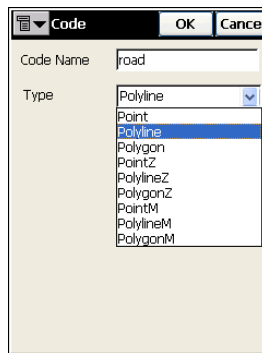 Code OK Cance
Code Name road
Type Polyline
Point
Polyline
Polygon
PointZ
PolylineZ
PolygonZ
PointM
PolylineM
PolygonM